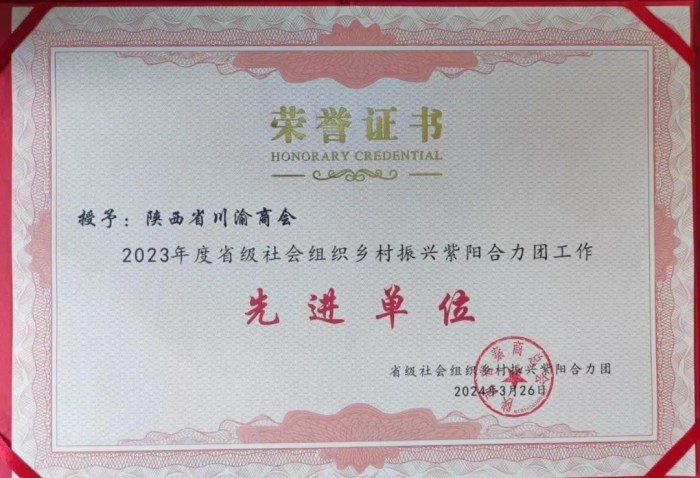 荣誉证书
HONORARY CREDENTIAL
授予：陕西省川渝商会
2023年度省级社会组织乡村振兴紫阳合力团工作
先进单位
省级社会组织乡村振兴紫阳合力团
2024年3月26日